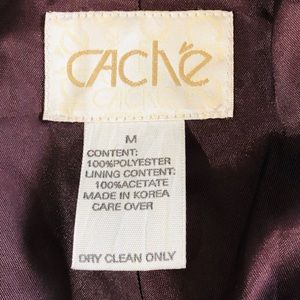 caché
M
CONTENT:
100%POLYESTER
LINING CONTENT:
100%ACETATE
MADE IN KOREA
CARE OVER
DRY CLEAN ONLY